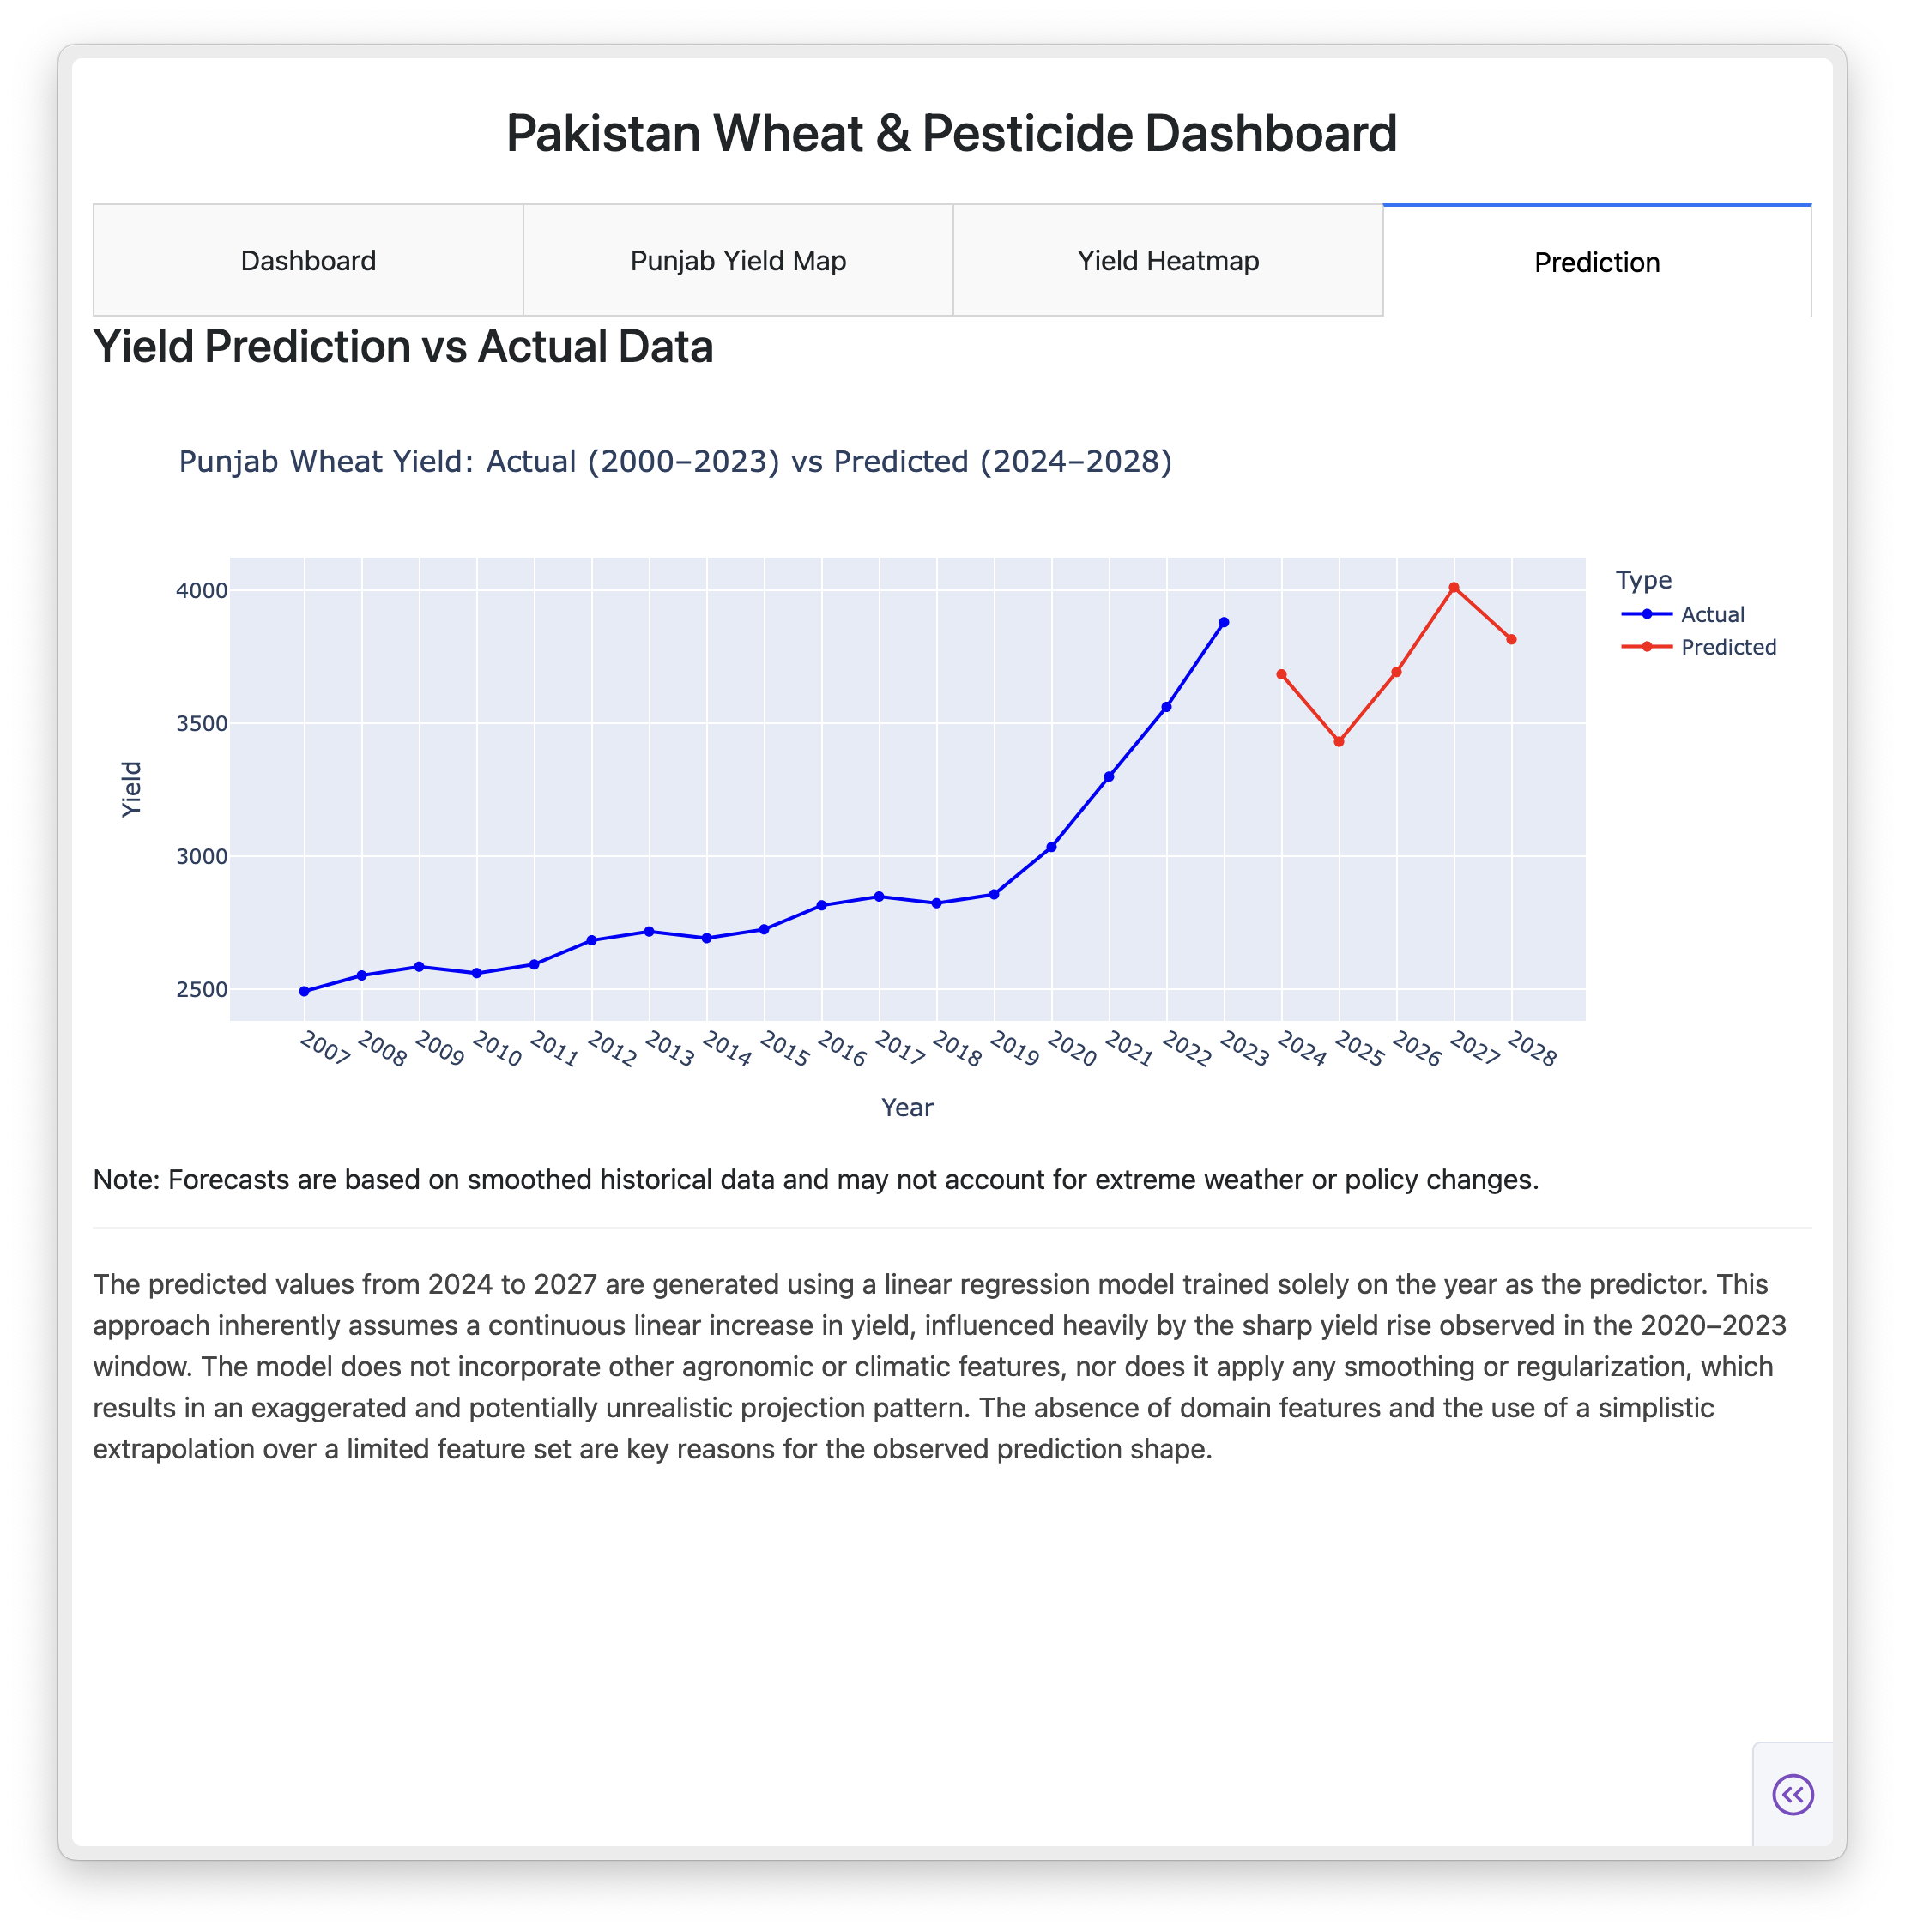 Pakistan Wheat & Pesticide Dashboard
Dashboard
Punjab Yield Map
Yield Heatmap
Prediction
Yield Prediction vs Actual Data
Punjab Wheat Yield: Actual (2000–2023) vs Predicted (2024–2028)
4000
3500
3000
2500
Yield
2007
2008
2009
2010
2011
2012
2013
2014
2015
2016
2017
2018
2019
2020
2021
2022
2023
2024
2025
2026
2027
2028
Year
Type
Actual
Predicted
Note: Forecasts are based on smoothed historical data and may not account for extreme weather or policy changes.
The predicted values from 2024 to 2027 are generated using a linear regression model trained solely on the year as the predictor. This
approach inherently assumes a continuous linear increase in yield, influenced heavily by the sharp yield rise observed in the 2020–2023
window. The model does not incorporate other agronomic or climatic features, nor does it apply any smoothing or regularization, which
results in an exaggerated and potentially unrealistic projection pattern. The absence of domain features and the use of a simplistic
extrapolation over a limited feature set are key reasons for the observed prediction shape.